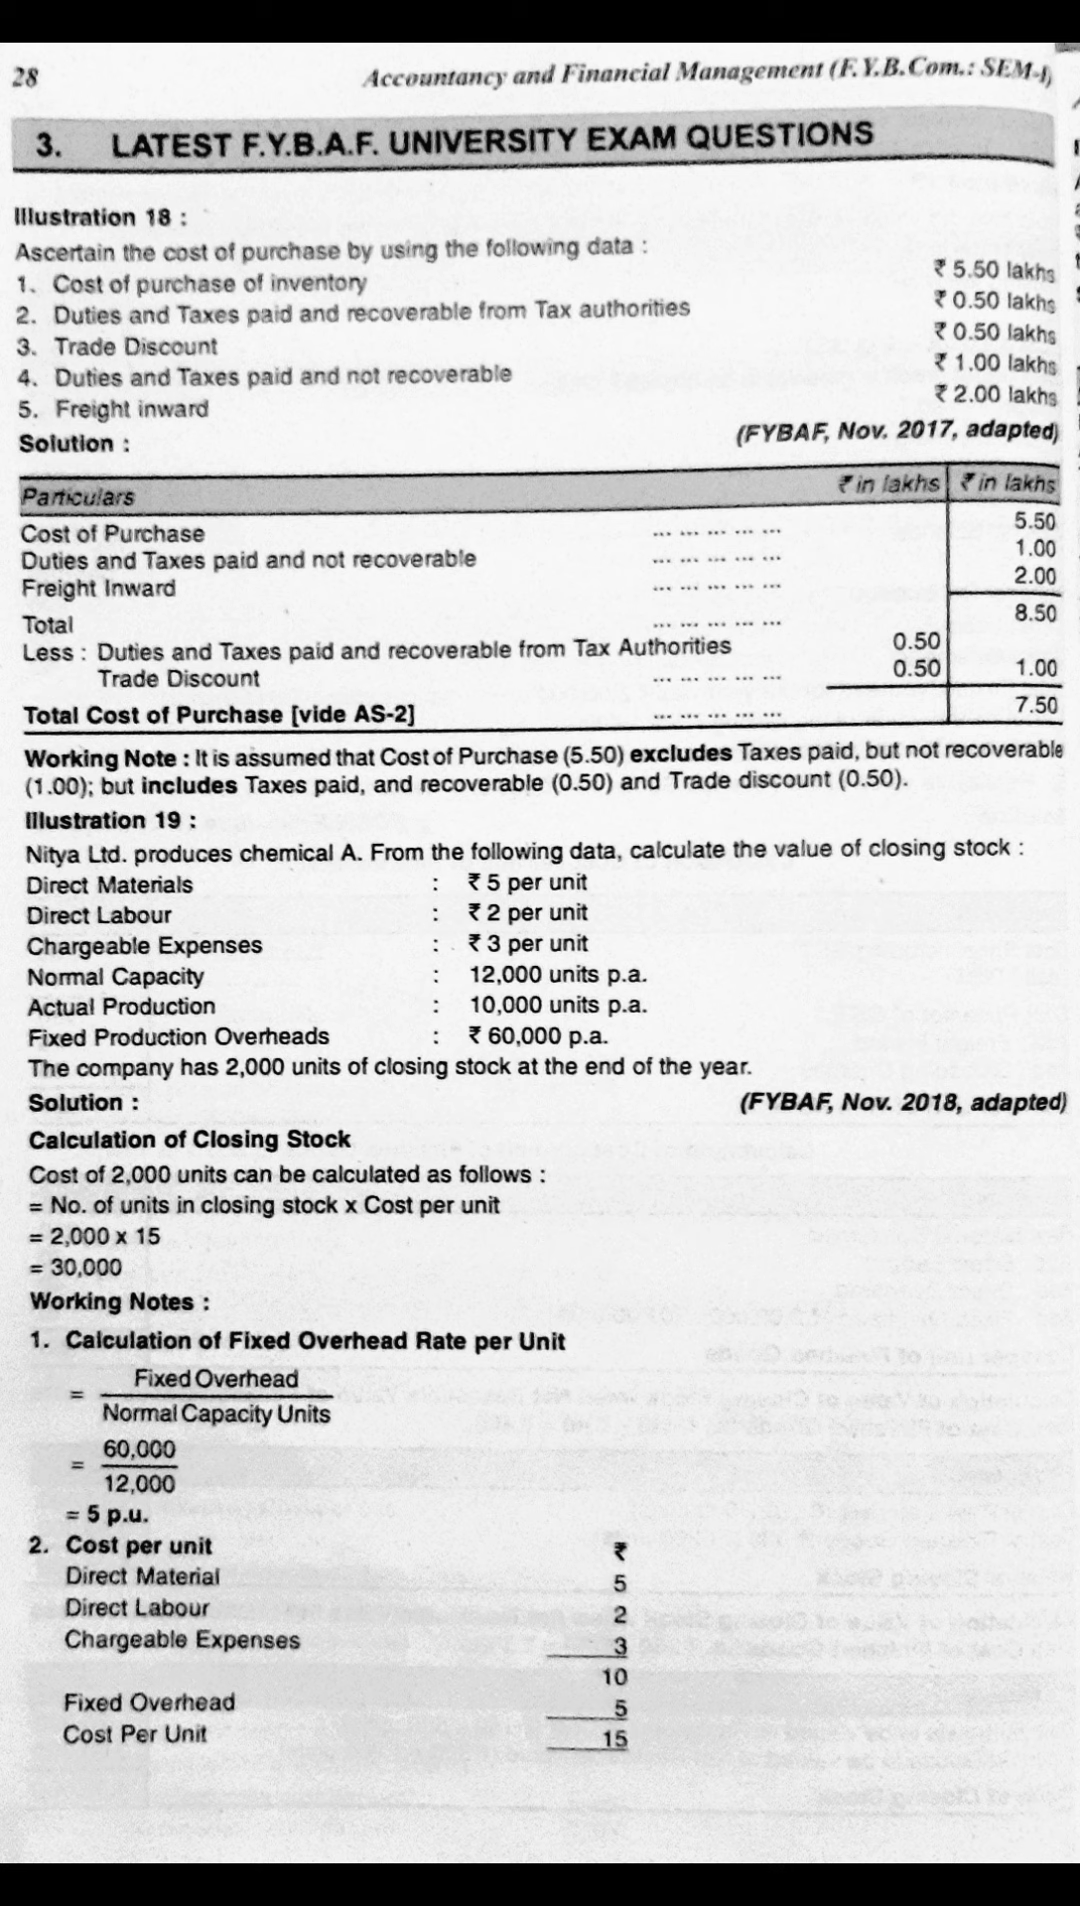 28 Accountancy and Financial Management (F.Y.B.Com.: SEM-I)
3. LATEST F.Y.B.A.F. UNIVERSITY EXAM QUESTIONS
Illustration 18 :
Ascertain the cost of purchase by using the following data :
1. Cost of purchase of inventory ₹ 5.50 lakhs
2. Duties and Taxes paid and recoverable from Tax authorities ₹ 0.50 lakhs
3. Trade Discount ₹ 0.50 lakhs
4. Duties and Taxes paid and not recoverable ₹ 1.00 lakhs
5. Freight inward ₹ 2.00 lakhs
Solution : (FYBAF, Nov. 2017, adapted)
Particulars ₹ in lakhs ₹ in lakhs
Cost of Purchase ... ... ... ... ... 5.50
Duties and Taxes paid and not recoverable ... ... ... ... ... 1.00
Freight Inward ... ... ... ... ... 2.00
Total ... ... ... ... ... 8.50
Less : Duties and Taxes paid and recoverable from Tax Authorities 0.50
Trade Discount ... ... ... ... ... 0.50 1.00
Total Cost of Purchase [vide AS-2] ... ... ... ... ... 7.50
Working Note : It is assumed that Cost of Purchase (5.50) excludes Taxes paid, but not recoverable
(1.00); but includes Taxes paid, and recoverable (0.50) and Trade discount (0.50).
Illustration 19 :
Nitya Ltd. produces chemical A. From the following data, calculate the value of closing stock :
Direct Materials : ₹ 5 per unit
Direct Labour : ₹ 2 per unit
Chargeable Expenses : ₹ 3 per unit
Normal Capacity : 12,000 units p.a.
Actual Production : 10,000 units p.a.
Fixed Production Overheads : ₹ 60,000 p.a.
The company has 2,000 units of closing stock at the end of the year.
Solution : (FYBAF, Nov. 2018, adapted)
Calculation of Closing Stock
Cost of 2,000 units can be calculated as follows :
= No. of units in closing stock x Cost per unit
= 2,000 x 15
= 30,000
Working Notes :
1. Calculation of Fixed Overhead Rate per Unit
= Fixed Overhead
Normal Capacity Units
= 60,000
12,000
= 5 p.u.
2. Cost per unit ₹
Direct Material 5
Direct Labour 2
Chargeable Expenses 3
10
Fixed Overhead 5
Cost Per Unit 15